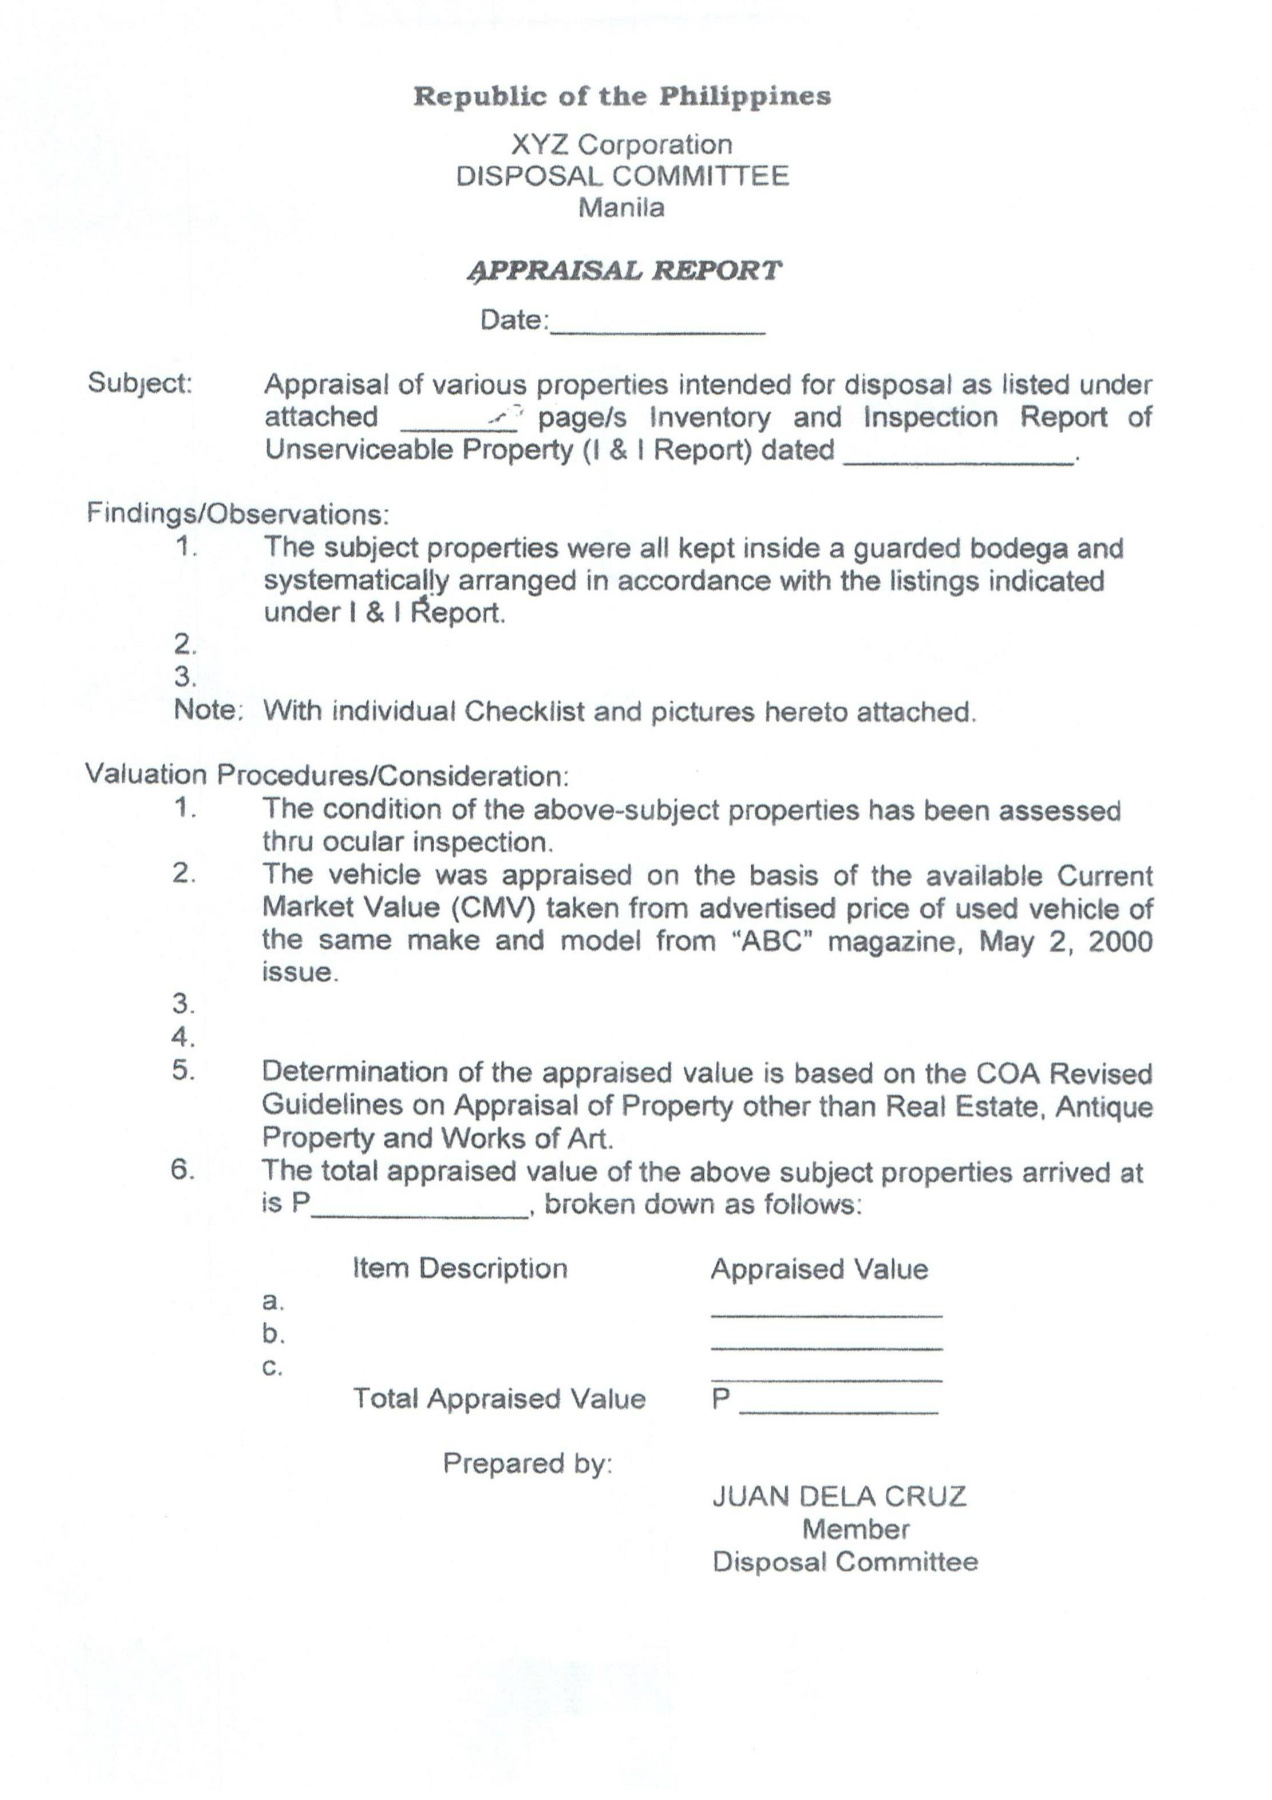 Republic of the Philippines
XYZ Corporation
DISPOSAL COMMITTEE
Manila
APPRAISAL REPORT
Date:______________
Subject: Appraisal of various properties intended for disposal as listed under
attached ________ page/s Inventory and Inspection Report of
Unserviceable Property (I & I Report) dated _______________.
Findings/Observations:
1. The subject properties were all kept inside a guarded bodega and
systematically arranged in accordance with the listings indicated
under I & I Report.
2.
3.
Note: With individual Checklist and pictures hereto attached.
Valuation Procedures/Consideration:
1. The condition of the above-subject properties has been assessed
thru ocular inspection.
2. The vehicle was appraised on the basis of the available Current
Market Value (CMV) taken from advertised price of used vehicle of
the same make and model from “ABC” magazine, May 2, 2000
issue.
3.
4.
5. Determination of the appraised value is based on the COA Revised
Guidelines on Appraisal of Property other than Real Estate, Antique
Property and Works of Art.
6. The total appraised value of the above subject properties arrived at
is P______________, broken down as follows:
Item Description Appraised Value
a. _______________
b. _______________
c. _______________
Total Appraised Value P _____________
Prepared by:
JUAN DELA CRUZ
Member
Disposal Committee